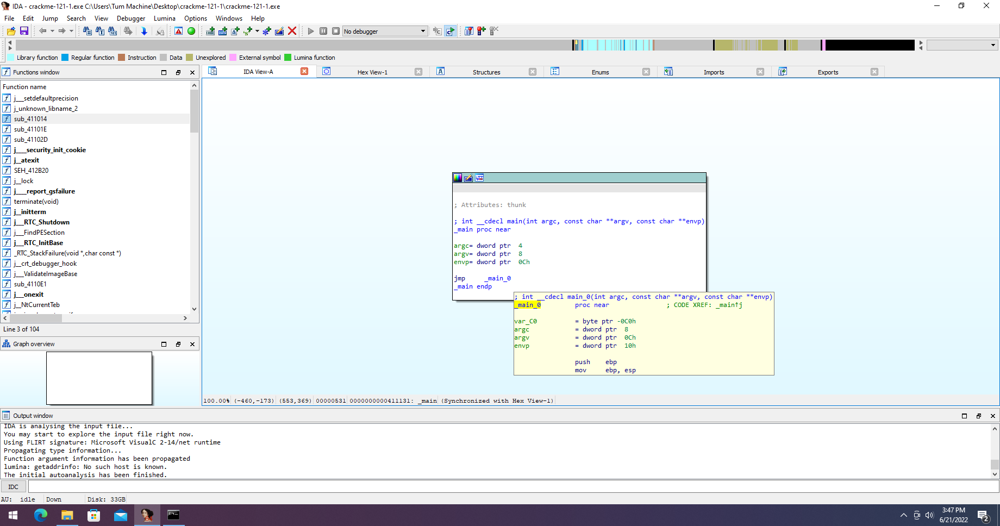 IDA - crackme-121-1.exe C:\Users\Tum Machine\Desktop\crackme-121-1\crackme-121-1.exe
File Edit Jump Search View Debugger Lumina Options Windows Help
No debugger
Library function Regular function Instruction Data Unexplored External symbol Lumina function
Functions window
Function name
j___setdefaultprecision
j_unknown_libname_2
sub_411014
sub_41101E
sub_41102D
j___security_init_cookie
j__atexit
SEH_412B20
j__lock
j___report_gsfailure
terminate(void)
j__initterm
j___RTC_Shutdown
j___FindPESection
j___RTC_InitBase
_RTC_StackFailure(void *,char const *)
j__crt_debugger_hook
j___ValidateImageBase
sub_4110E1
j___onexit
j__NtCurrentTeb
Line 3 of 104
Graph overview
IDA View-A Hex View-1 Structures Enums Imports Exports
; Attributes: thunk
; int __cdecl main(int argc, const char **argv, const char **envp)
_main proc near
argc= dword ptr 4
argv= dword ptr 8
envp= dword ptr 0Ch
jmp _main_0
_main endp
; int __cdecl main_0(int argc, const char **argv, const char **envp)
_main_0 proc near ; CODE XREF: _main↑j
var_C0 = byte ptr -0C0h
argc = dword ptr 8
argv = dword ptr 0Ch
envp = dword ptr 10h
push ebp
mov ebp, esp
100.00% (-460,-173) (553,369) 00000531 0000000000411131: _main (Synchronized with Hex View-1)
Output window
IDA is analysing the input file...
You may start to explore the input file right now.
Using FLIRT signature: Microsoft VisualC 2-14/net runtime
Propagating type information...
Function argument information has been propagated
lumina: getaddrinfo: No such host is known.
The initial autoanalysis has been finished.
IDC
AU: idle Down Disk: 33GB
3:47 PM
6/21/2022
2